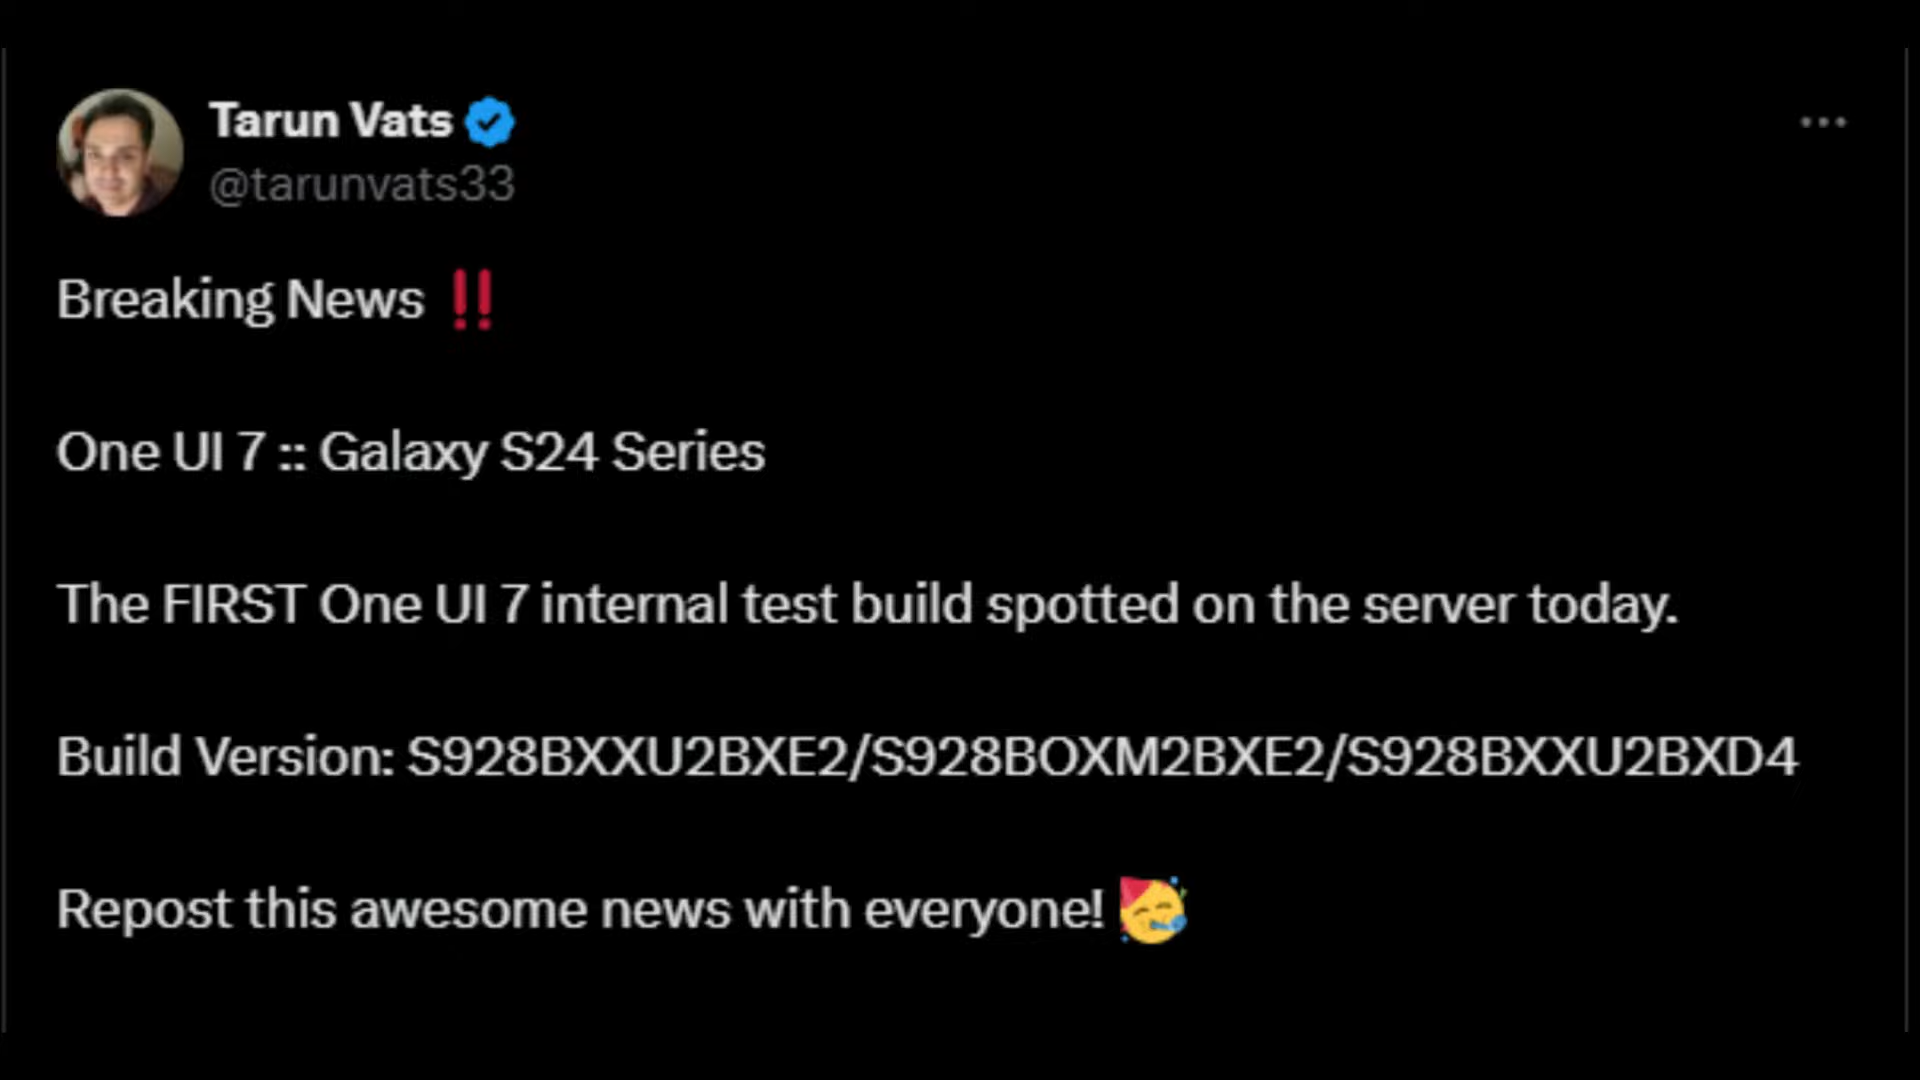 Tarun Vats
@tarunvats33
Breaking News ‼️
One UI 7 :: Galaxy S24 Series
The FIRST One UI 7 internal test build spotted on the server today.
Build Version: S928BXXU2BXE2/S928BOXM2BXE2/S928BXXU2BXD4
Repost this awesome news with everyone! 🥳